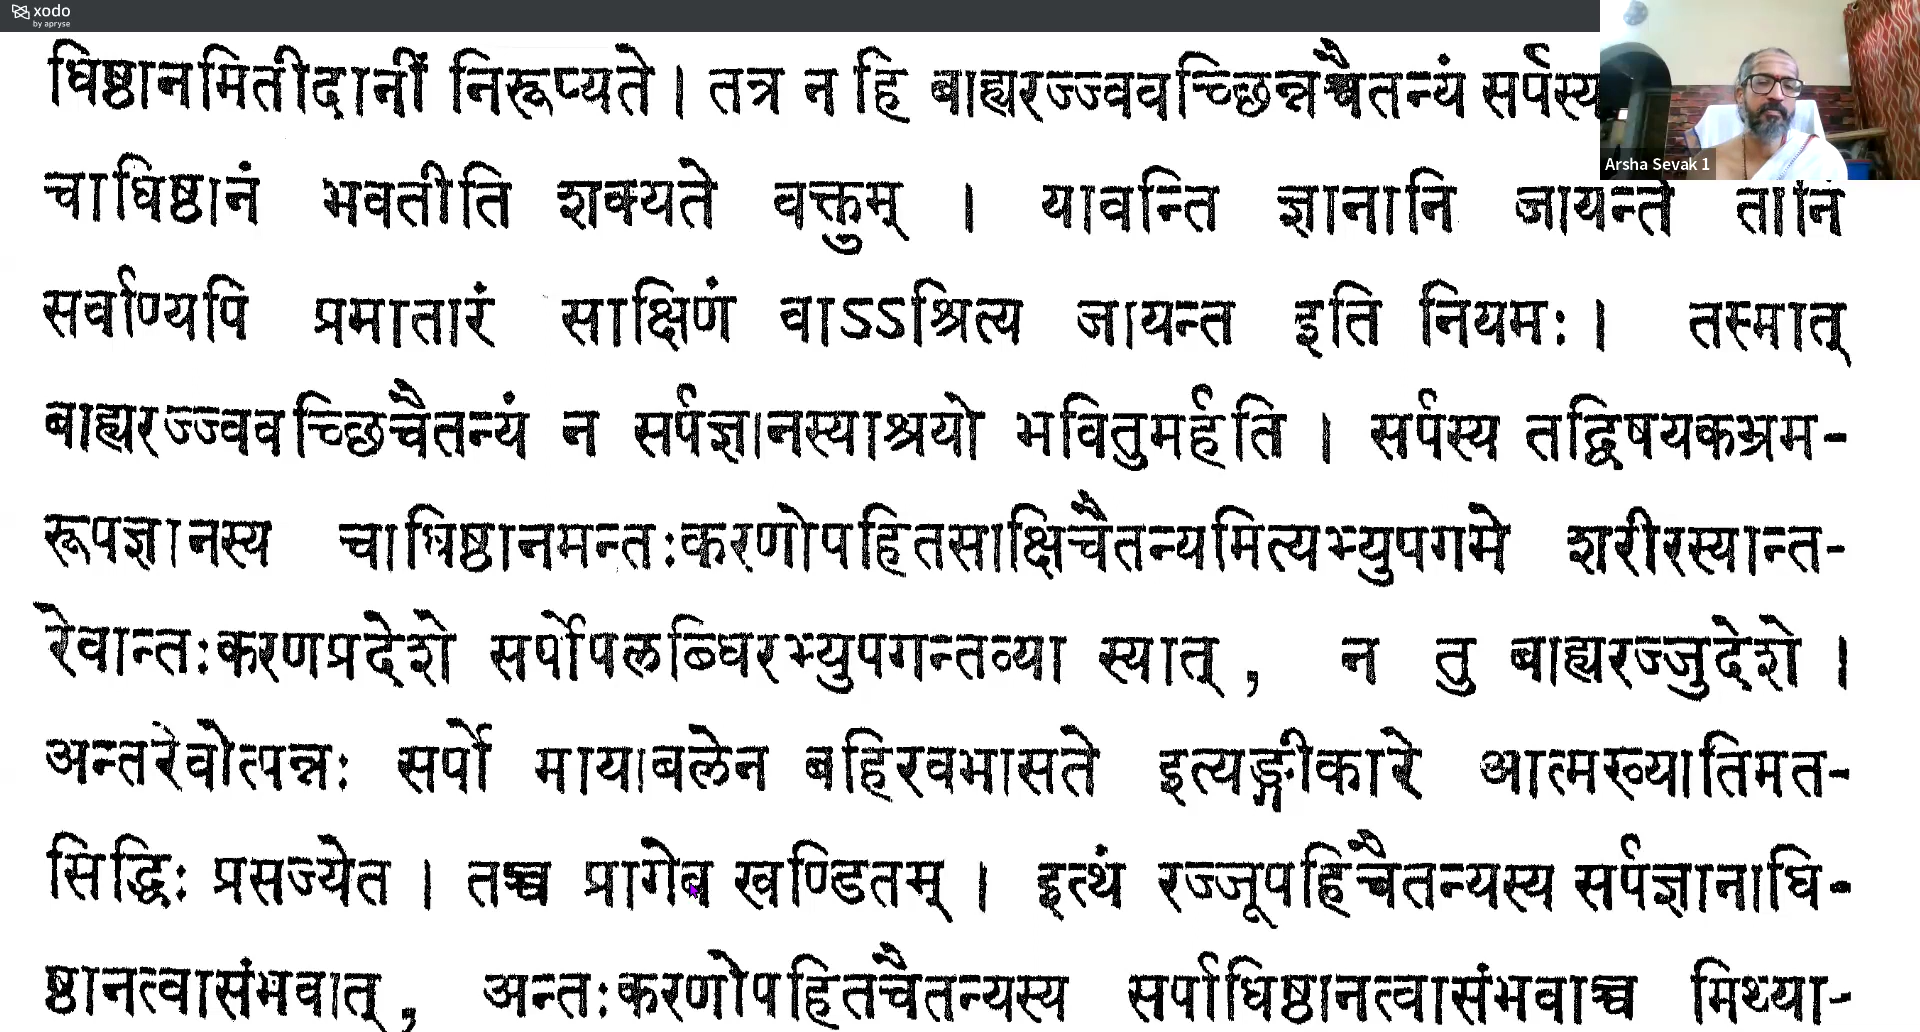 xodo
by apryse
धिष्ठानमितीदानीं निरूप्यते । तत्र न हि बाह्यरज्ज्ववच्छिन्नचैतन्यं सर्पस्य
Arsha Sevak 1
चाधिष्ठानं भवतीति शक्यते वक्तुम् । यावन्ति ज्ञानानि जायन्ते तानि
सर्वाण्यपि प्रमातारं साक्षिणं वाऽऽश्रित्य जायन्त इति नियमः । तस्मात्
बाह्यरज्ज्ववच्छिचैतन्यं न सर्पज्ञानस्याश्रयो भवितुमर्हति । सर्पस्य तद्विषयकभ्रम-
रूपज्ञानस्य चाधिष्ठानमन्तःकरणोपहितसाक्षिचैतन्यमित्यभ्युपगमे शरीरस्यान्त-
रेवान्तःकरणप्रदेशे सर्पोपलब्धिरभ्युपगन्तव्या स्यात्, न तु बाह्यरज्जुदेशे ।
अन्तरेवोत्पन्नः सर्पो मायाबलेन बहिरवभासते इत्यङ्गीकारे आत्मख्यातिमत-
सिद्धिः प्रसज्येत । तच्च प्रागेव खण्डितम् । इत्थं रज्जूपहिचैतन्यस्य सर्पज्ञानाधि-
ष्ठानत्वासंभवात्, अन्तःकरणोपहितचैतन्यस्य सर्पाधिष्ठानत्वासंभवाच्च मिथ्या-